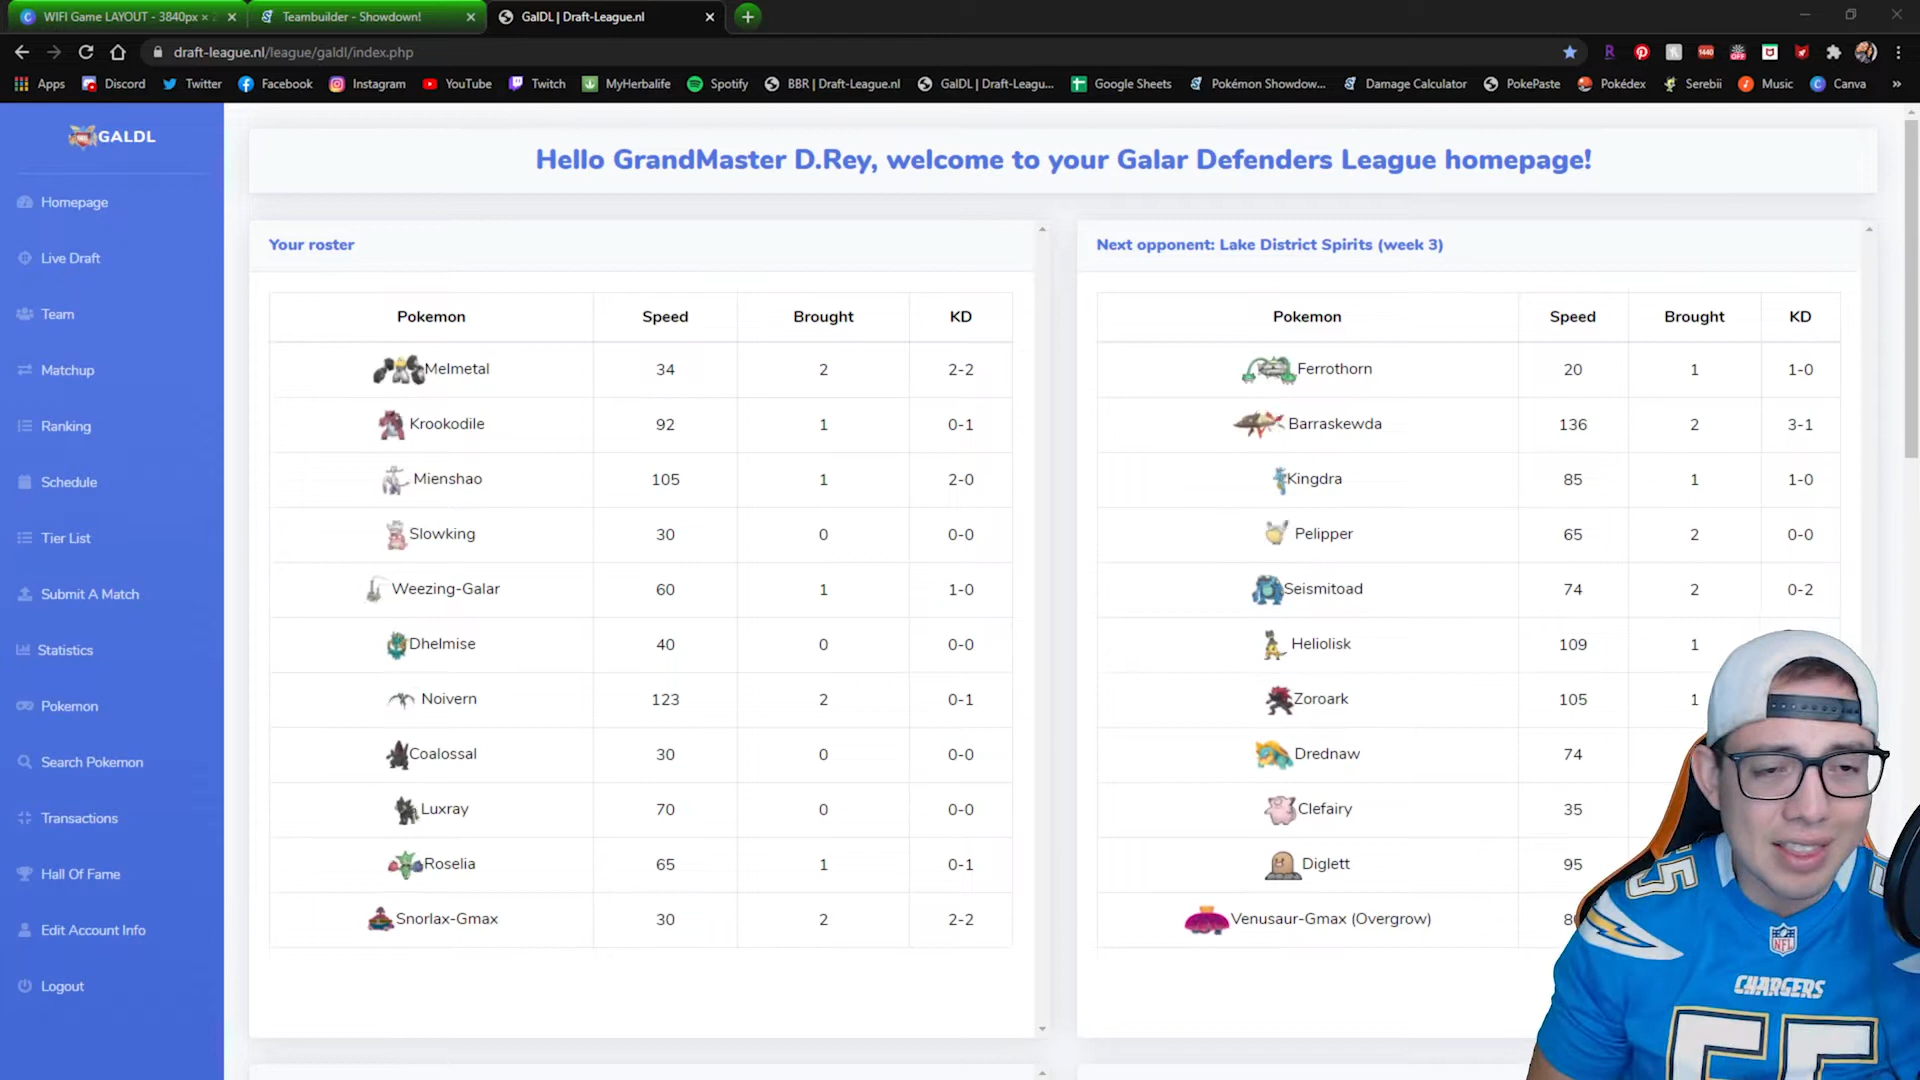 WIFI Game LAYOUT - 3840px ×
Teambuilder - Showdown!
GalDL | Draft-League.nl
draft-league.nl/league/galdl/index.php
Apps
Discord
Twitter
Facebook
Instagram
YouTube
Twitch
MyHerbalife
Spotify
BBR | Draft-League.nl
GalDL | Draft-Leagu...
Google Sheets
Pokémon Showdow...
Damage Calculator
PokePaste
Pokédex
Serebii
Music
Canva
GALDL
Homepage
Live Draft
Team
Matchup
Ranking
Schedule
Tier List
Submit A Match
Statistics
Pokemon
Search Pokemon
Transactions
Hall Of Fame
Edit Account Info
Logout
Hello GrandMaster D.Rey, welcome to your Galar Defenders League homepage!
Your roster
Pokemon Speed Brought KD
Melmetal 34 2 2-2
Krookodile 92 1 0-1
Mienshao 105 1 2-0
Slowking 30 0 0-0
Weezing-Galar 60 1 1-0
Dhelmise 40 0 0-0
Noivern 123 2 0-1
Coalossal 30 0 0-0
Luxray 70 0 0-0
Roselia 65 1 0-1
Snorlax-Gmax 30 2 2-2
Next opponent: Lake District Spirits (week 3)
Pokemon Speed Brought KD
Ferrothorn 20 1 1-0
Barraskewda 136 2 3-1
Kingdra 85 1 1-0
Pelipper 65 2 0-0
Seismitoad 74 2 0-2
Heliolisk 109 1
Zoroark 105 1
Drednaw 74
Clefairy 35
Diglett 95
Venusaur-Gmax (Overgrow)
NFL
CHARGERS
55